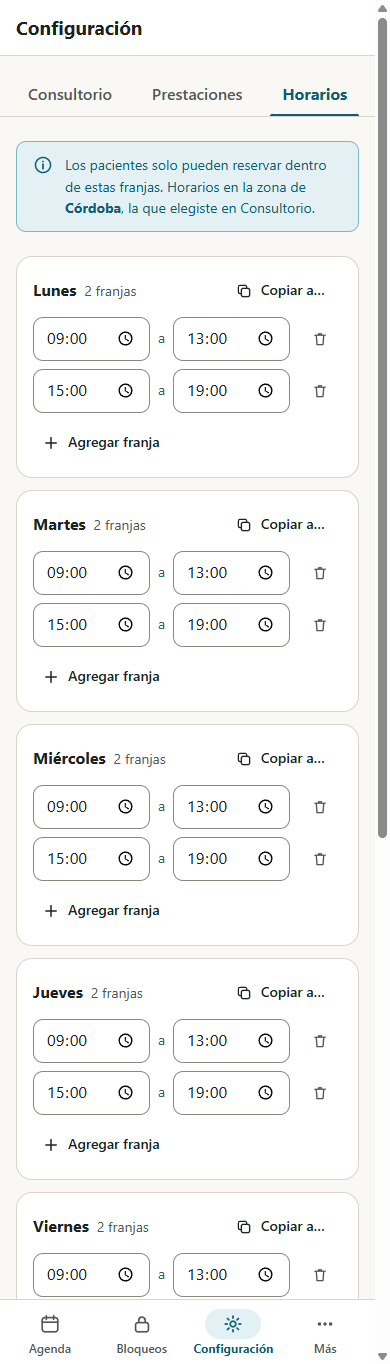 Configuración
Consultorio Prestaciones Horarios
Los pacientes solo pueden reservar dentro
de estas franjas. Horarios en la zona de
Córdoba, la que elegiste en Consultorio.
Lunes 2 franjas Copiar a...
09:00 a 13:00
15:00 a 19:00
+ Agregar franja
Martes 2 franjas Copiar a...
09:00 a 13:00
15:00 a 19:00
+ Agregar franja
Miércoles 2 franjas Copiar a...
09:00 a 13:00
15:00 a 19:00
+ Agregar franja
Jueves 2 franjas Copiar a...
09:00 a 13:00
15:00 a 19:00
+ Agregar franja
Viernes 2 franjas Copiar a...
09:00 a 13:00
Agenda Bloqueos Configuración Más